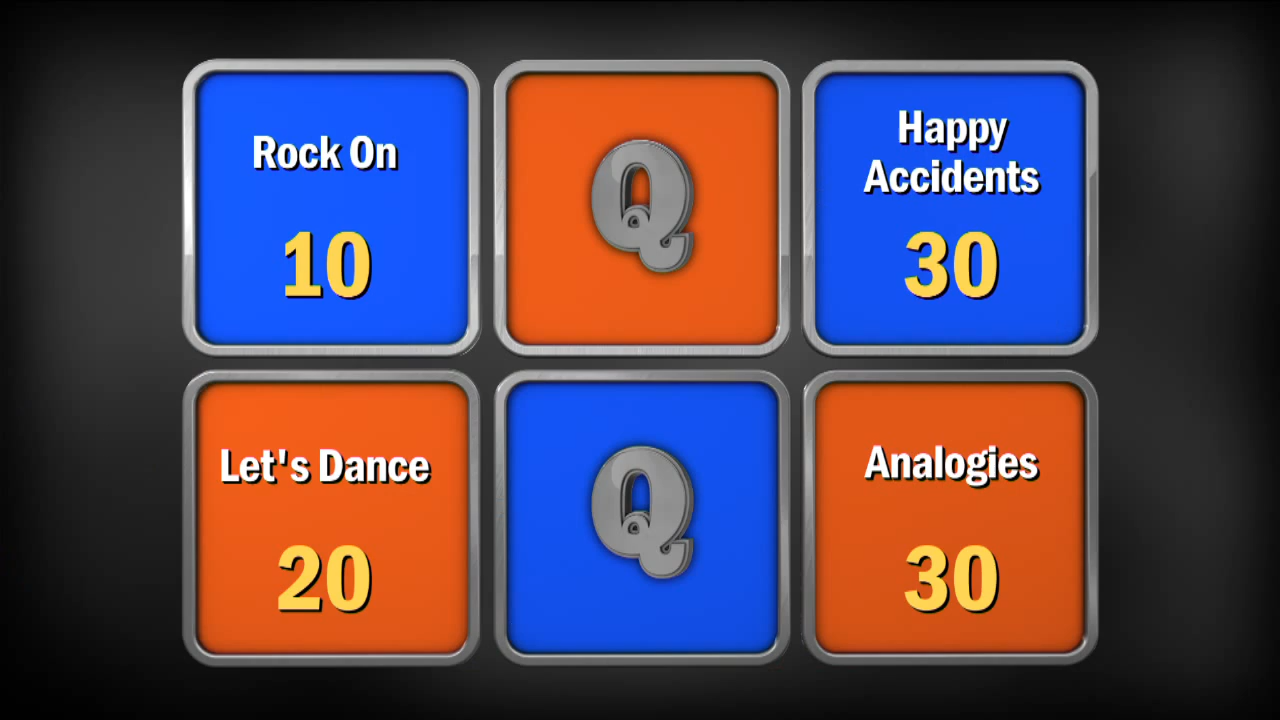 Rock On
10
Q
Happy
Accidents
30
Let's Dance
20
Q
Analogies
30